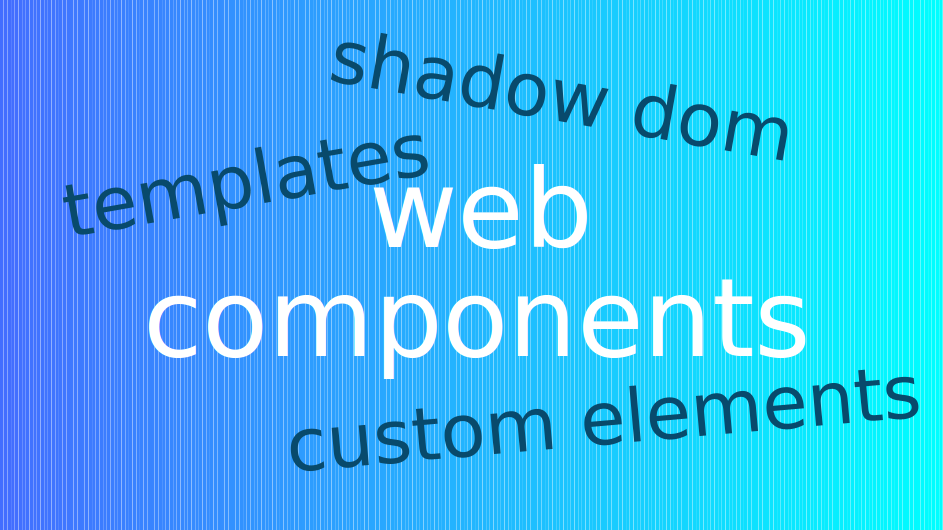 shadow dom
templates
web
components
custom elements